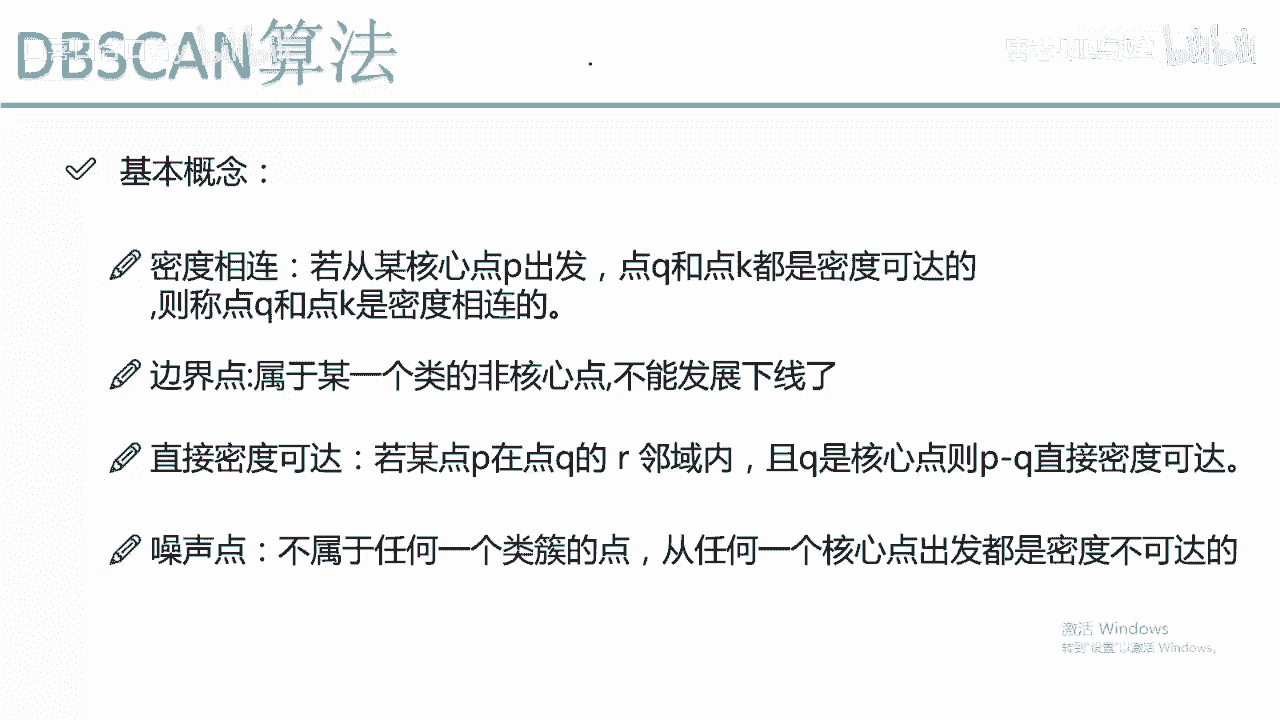 DBSCAN算法
基本概念：
密度相连：若从某核心点p出发，点q和点k都是密度可达的
,则称点q和点k是密度相连的。
边界点:属于某一个类的非核心点,不能发展下线了
直接密度可达：若某点p在点q的 r 邻域内，且q是核心点则p-q直接密度可达。
噪声点：不属于任何一个类簇的点，从任何一个核心点出发都是密度不可达的
激活 Windows
转到"设置"以激活 Windows。